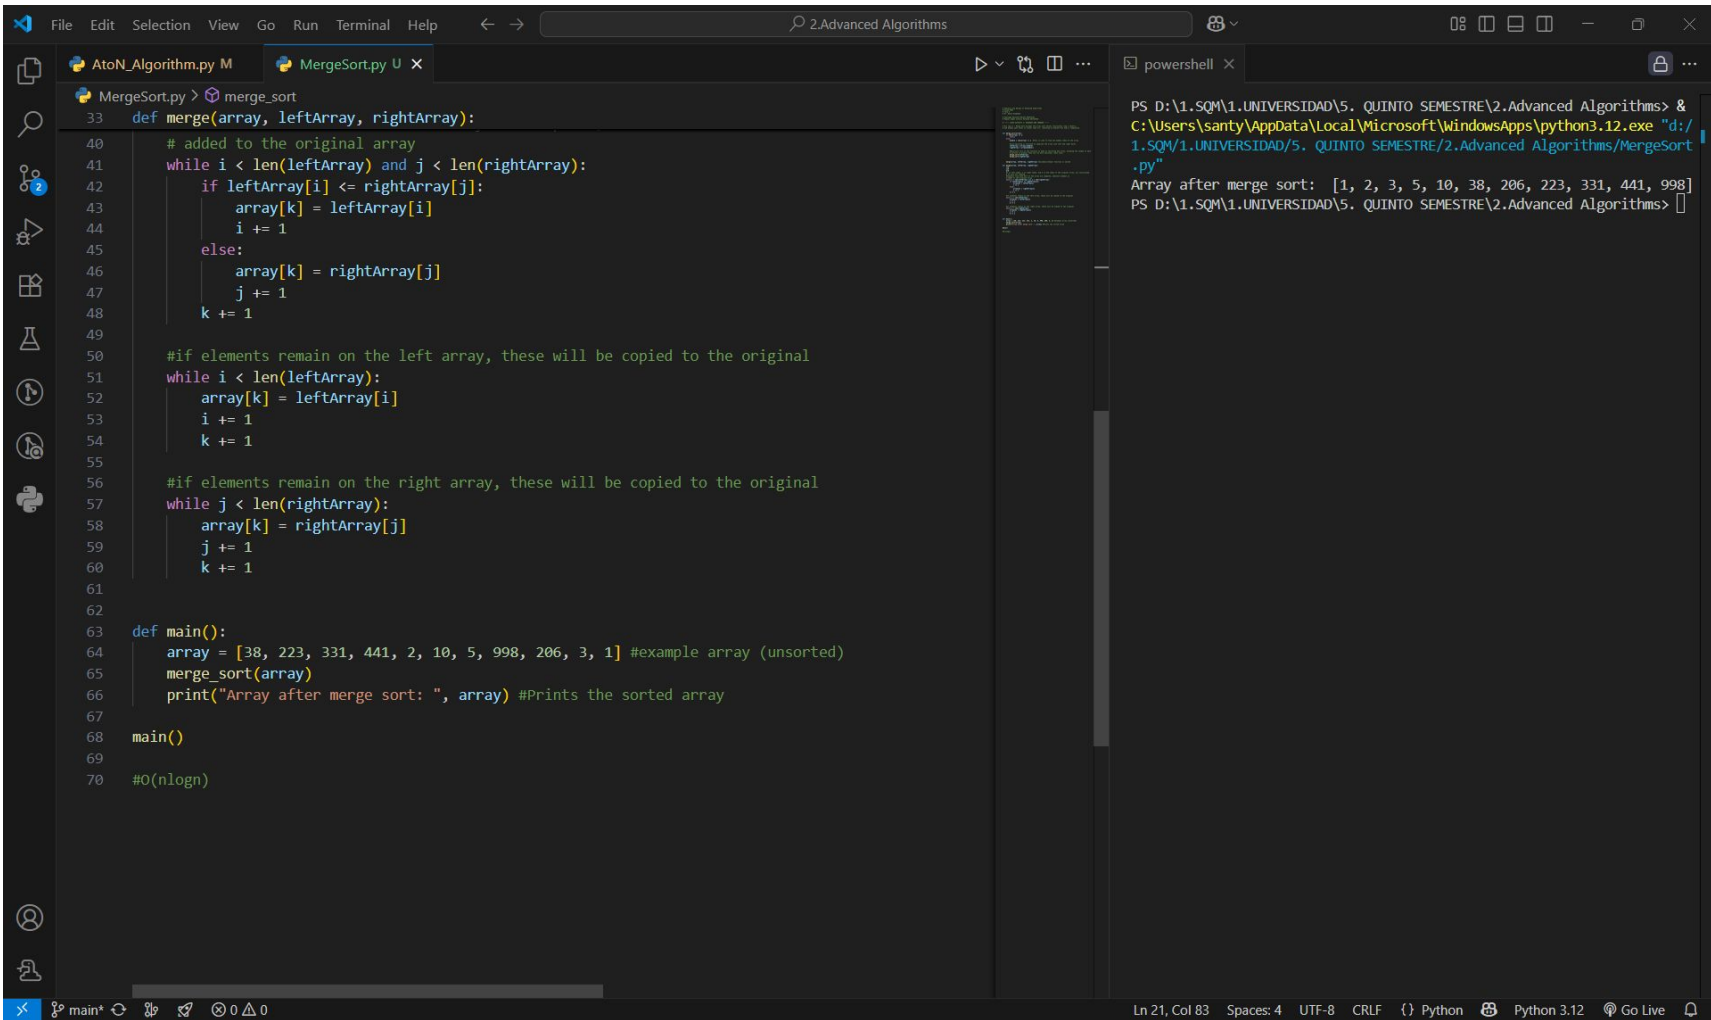 File Edit Selection View Go Run Terminal Help
2.Advanced Algorithms
AtoN_Algorithm.py M
MergeSort.py U
MergeSort.py > merge_sort
33 def merge(array, leftArray, rightArray):
40 # added to the original array
41 while i < len(leftArray) and j < len(rightArray):
42 if leftArray[i] <= rightArray[j]:
43 array[k] = leftArray[i]
44 i += 1
45 else:
46 array[k] = rightArray[j]
47 j += 1
48 k += 1
49
50 #if elements remain on the left array, these will be copied to the original
51 while i < len(leftArray):
52 array[k] = leftArray[i]
53 i += 1
54 k += 1
55
56 #if elements remain on the right array, these will be copied to the original
57 while j < len(rightArray):
58 array[k] = rightArray[j]
59 j += 1
60 k += 1
61
62
63 def main():
64 array = [38, 223, 331, 441, 2, 10, 5, 998, 206, 3, 1] #example array (unsorted)
65 merge_sort(array)
66 print("Array after merge sort: ", array) #Prints the sorted array
67
68 main()
69
70 #O(nlogn)
powershell
PS D:\1.SQM\1.UNIVERSIDAD\5. QUINTO SEMESTRE\2.Advanced Algorithms> &
C:\Users\santy\AppData\Local\Microsoft\WindowsApps\python3.12.exe "d:/
1.SQM/1.UNIVERSIDAD/5. QUINTO SEMESTRE/2.Advanced Algorithms/MergeSort
.py"
Array after merge sort:  [1, 2, 3, 5, 10, 38, 206, 223, 331, 441, 998]
PS D:\1.SQM\1.UNIVERSIDAD\5. QUINTO SEMESTRE\2.Advanced Algorithms>
2
main* 0 0
Ln 21, Col 83 Spaces: 4 UTF-8 CRLF {} Python Python 3.12 Go Live